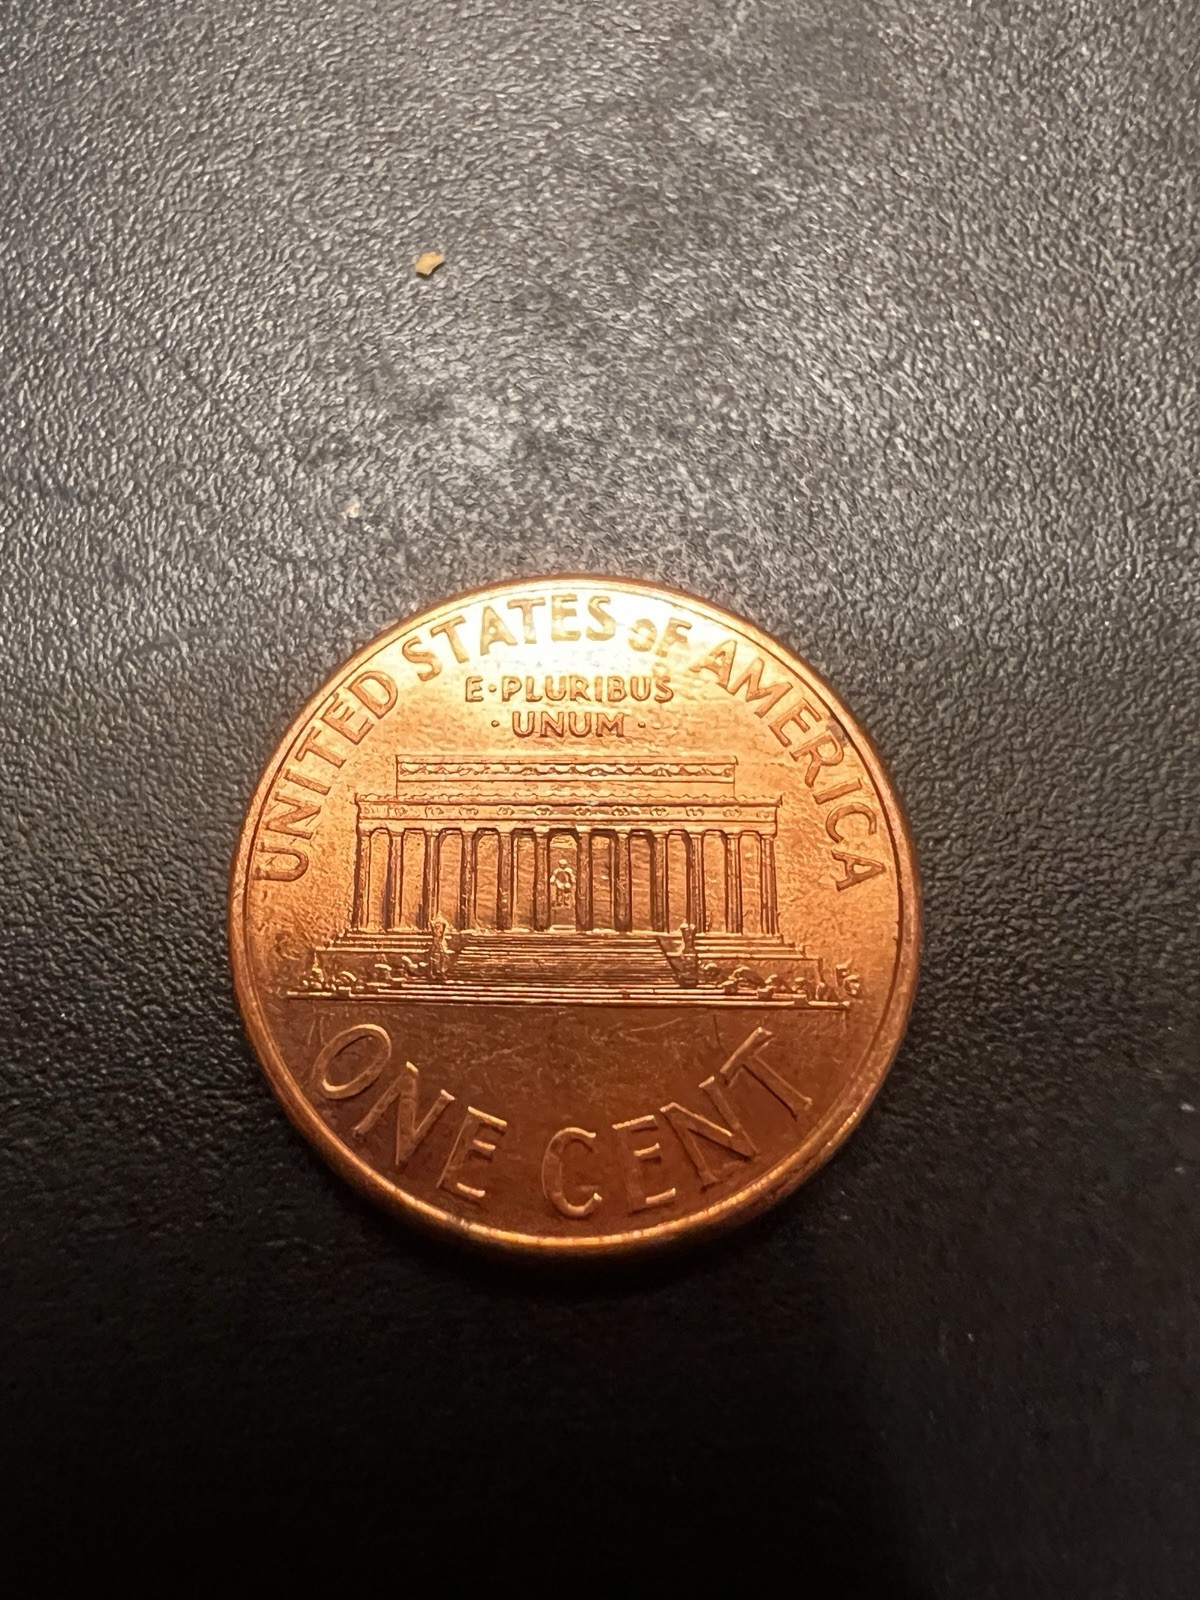 UNITED STATES OF AMERICA
E·PLURIBUS
·UNUM·
ONE CENT